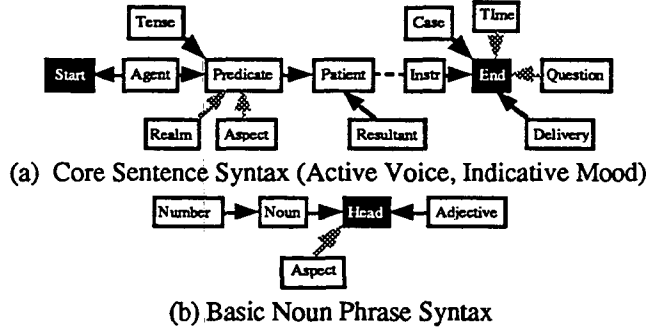 Tense Case Time
Start Agent Predicate Patient Instr End Question
Realm Aspect Resultant Delivery
(a) Core Sentence Syntax (Active Voice, Indicative Mood)
Number Noun Head Adjective
Aspect
(b) Basic Noun Phrase Syntax